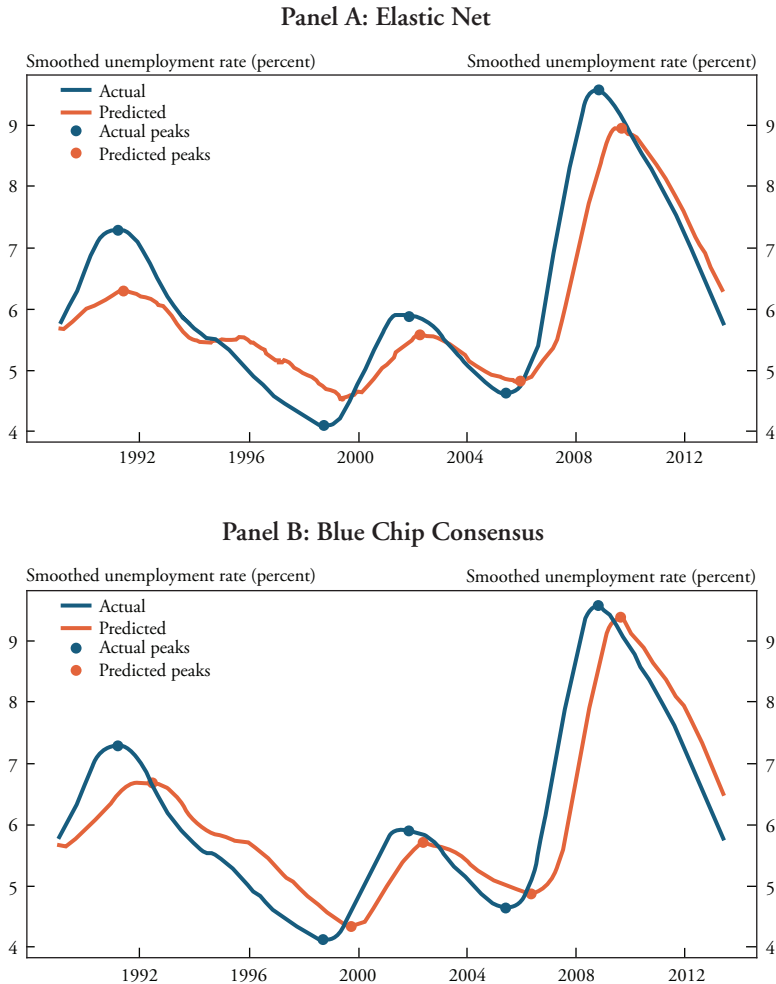 Panel A: Elastic Net
Smoothed unemployment rate (percent) Smoothed unemployment rate (percent)
Actual
Predicted
Actual peaks
Predicted peaks
9 9
8 8
7 7
6 6
5 5
4 4
1992 1996 2000 2004 2008 2012
Panel B: Blue Chip Consensus
Smoothed unemployment rate (percent) Smoothed unemployment rate (percent)
Actual
Predicted
Actual peaks
Predicted peaks
9 9
8 8
7 7
6 6
5 5
4 4
1992 1996 2000 2004 2008 2012